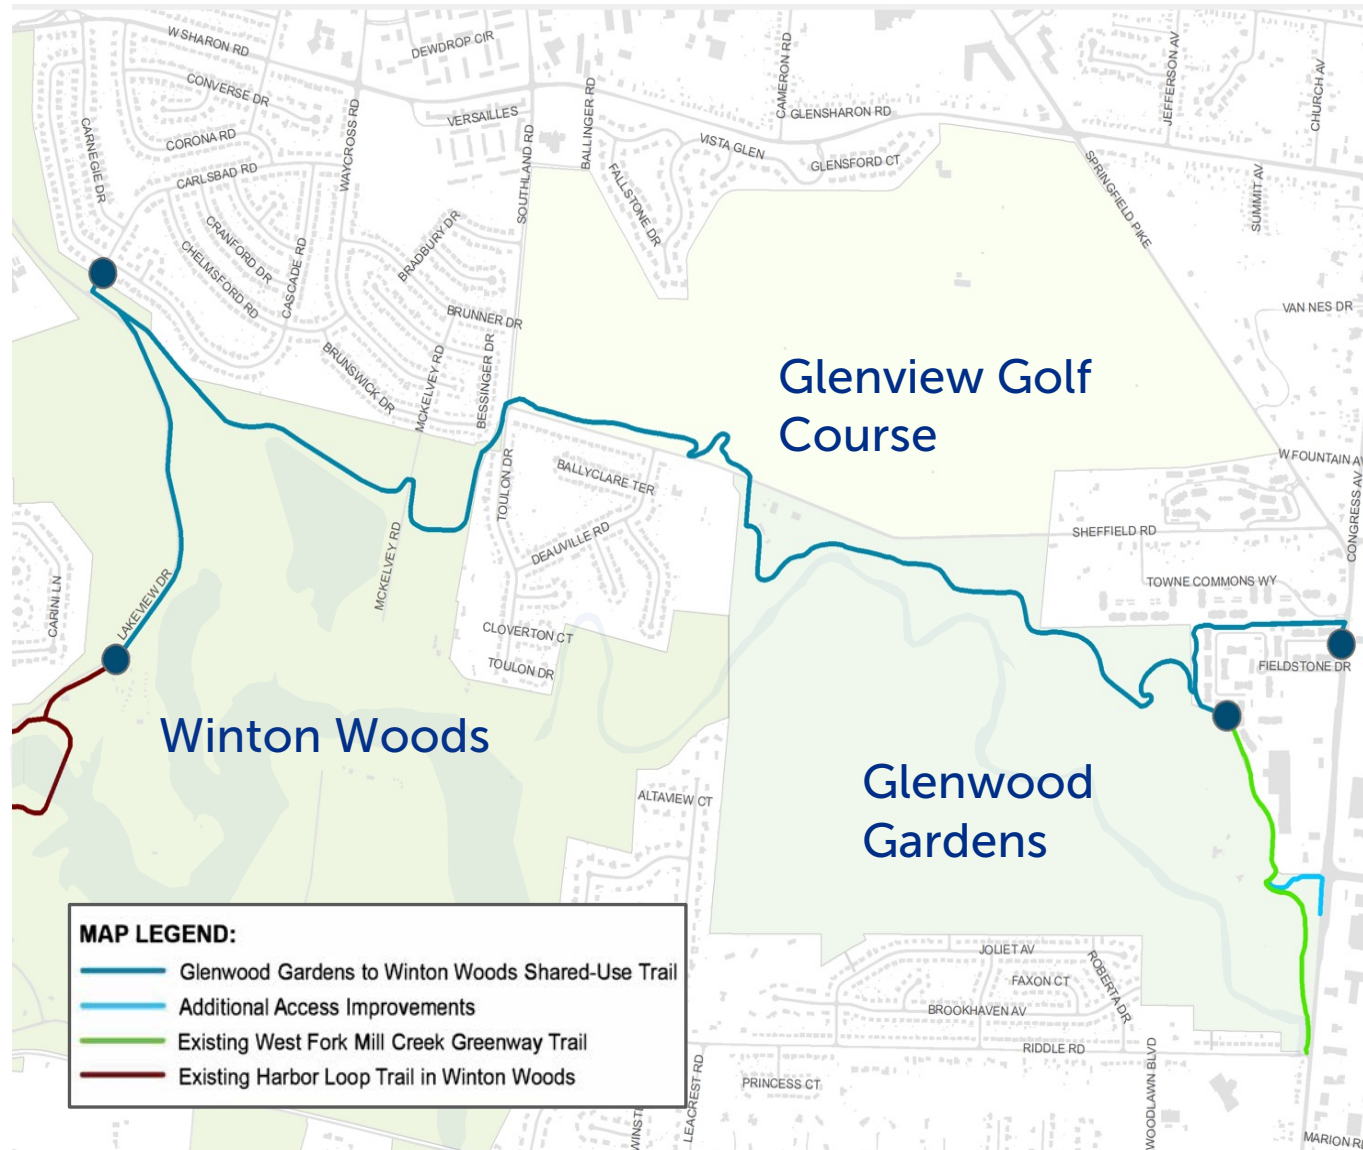 W SHARON RD
DEWDROP CIR
CAMERON RD
JEFFERSON AV
CHURCH AV
CONVERSE DR
VERSAILLES
BALLINGER RD
GLENSHARON RD
CARNEGIE DR
CORONA RD
WAYCROSS RD
SOUTHLAND RD
VISTA GLEN
GLENSFORD CT
SPRINGFIELD PIKE
SUMMIT AV
CARLSBAD RD
FALLSTONE DR
CRANFORD DR
CHELMSFORD RD
CASCADE RD
BRADBURY DR
BRUNNER DR
VAN NES DR
BRUNSWICK DR
MCKELVEY RD
BESSINGER DR
Glenview Golf
Course
W FOUNTAIN AV
TOULON DR
BALLYCLARE TER
DEAUVILLE RD
SHEFFIELD RD
CONGRESS AV
CARINI LN
LAKEVIEW DR
MCKELVEY RD
TOWNE COMMONS WY
CLOVERTON CT
TOULON DR
FIELDSTONE DR
Winton Woods
Glenwood
Gardens
ALTAVIEW CT
MAP LEGEND:
Glenwood Gardens to Winton Woods Shared-Use Trail
Additional Access Improvements
Existing West Fork Mill Creek Greenway Trail
Existing Harbor Loop Trail in Winton Woods
JOLIET AV
FAXON CT
ROBERTA DR
BROOKHAVEN AV
RIDDLE RD
PRINCESS CT
LEACREST RD
WOODLAWN BLVD
MARION RD